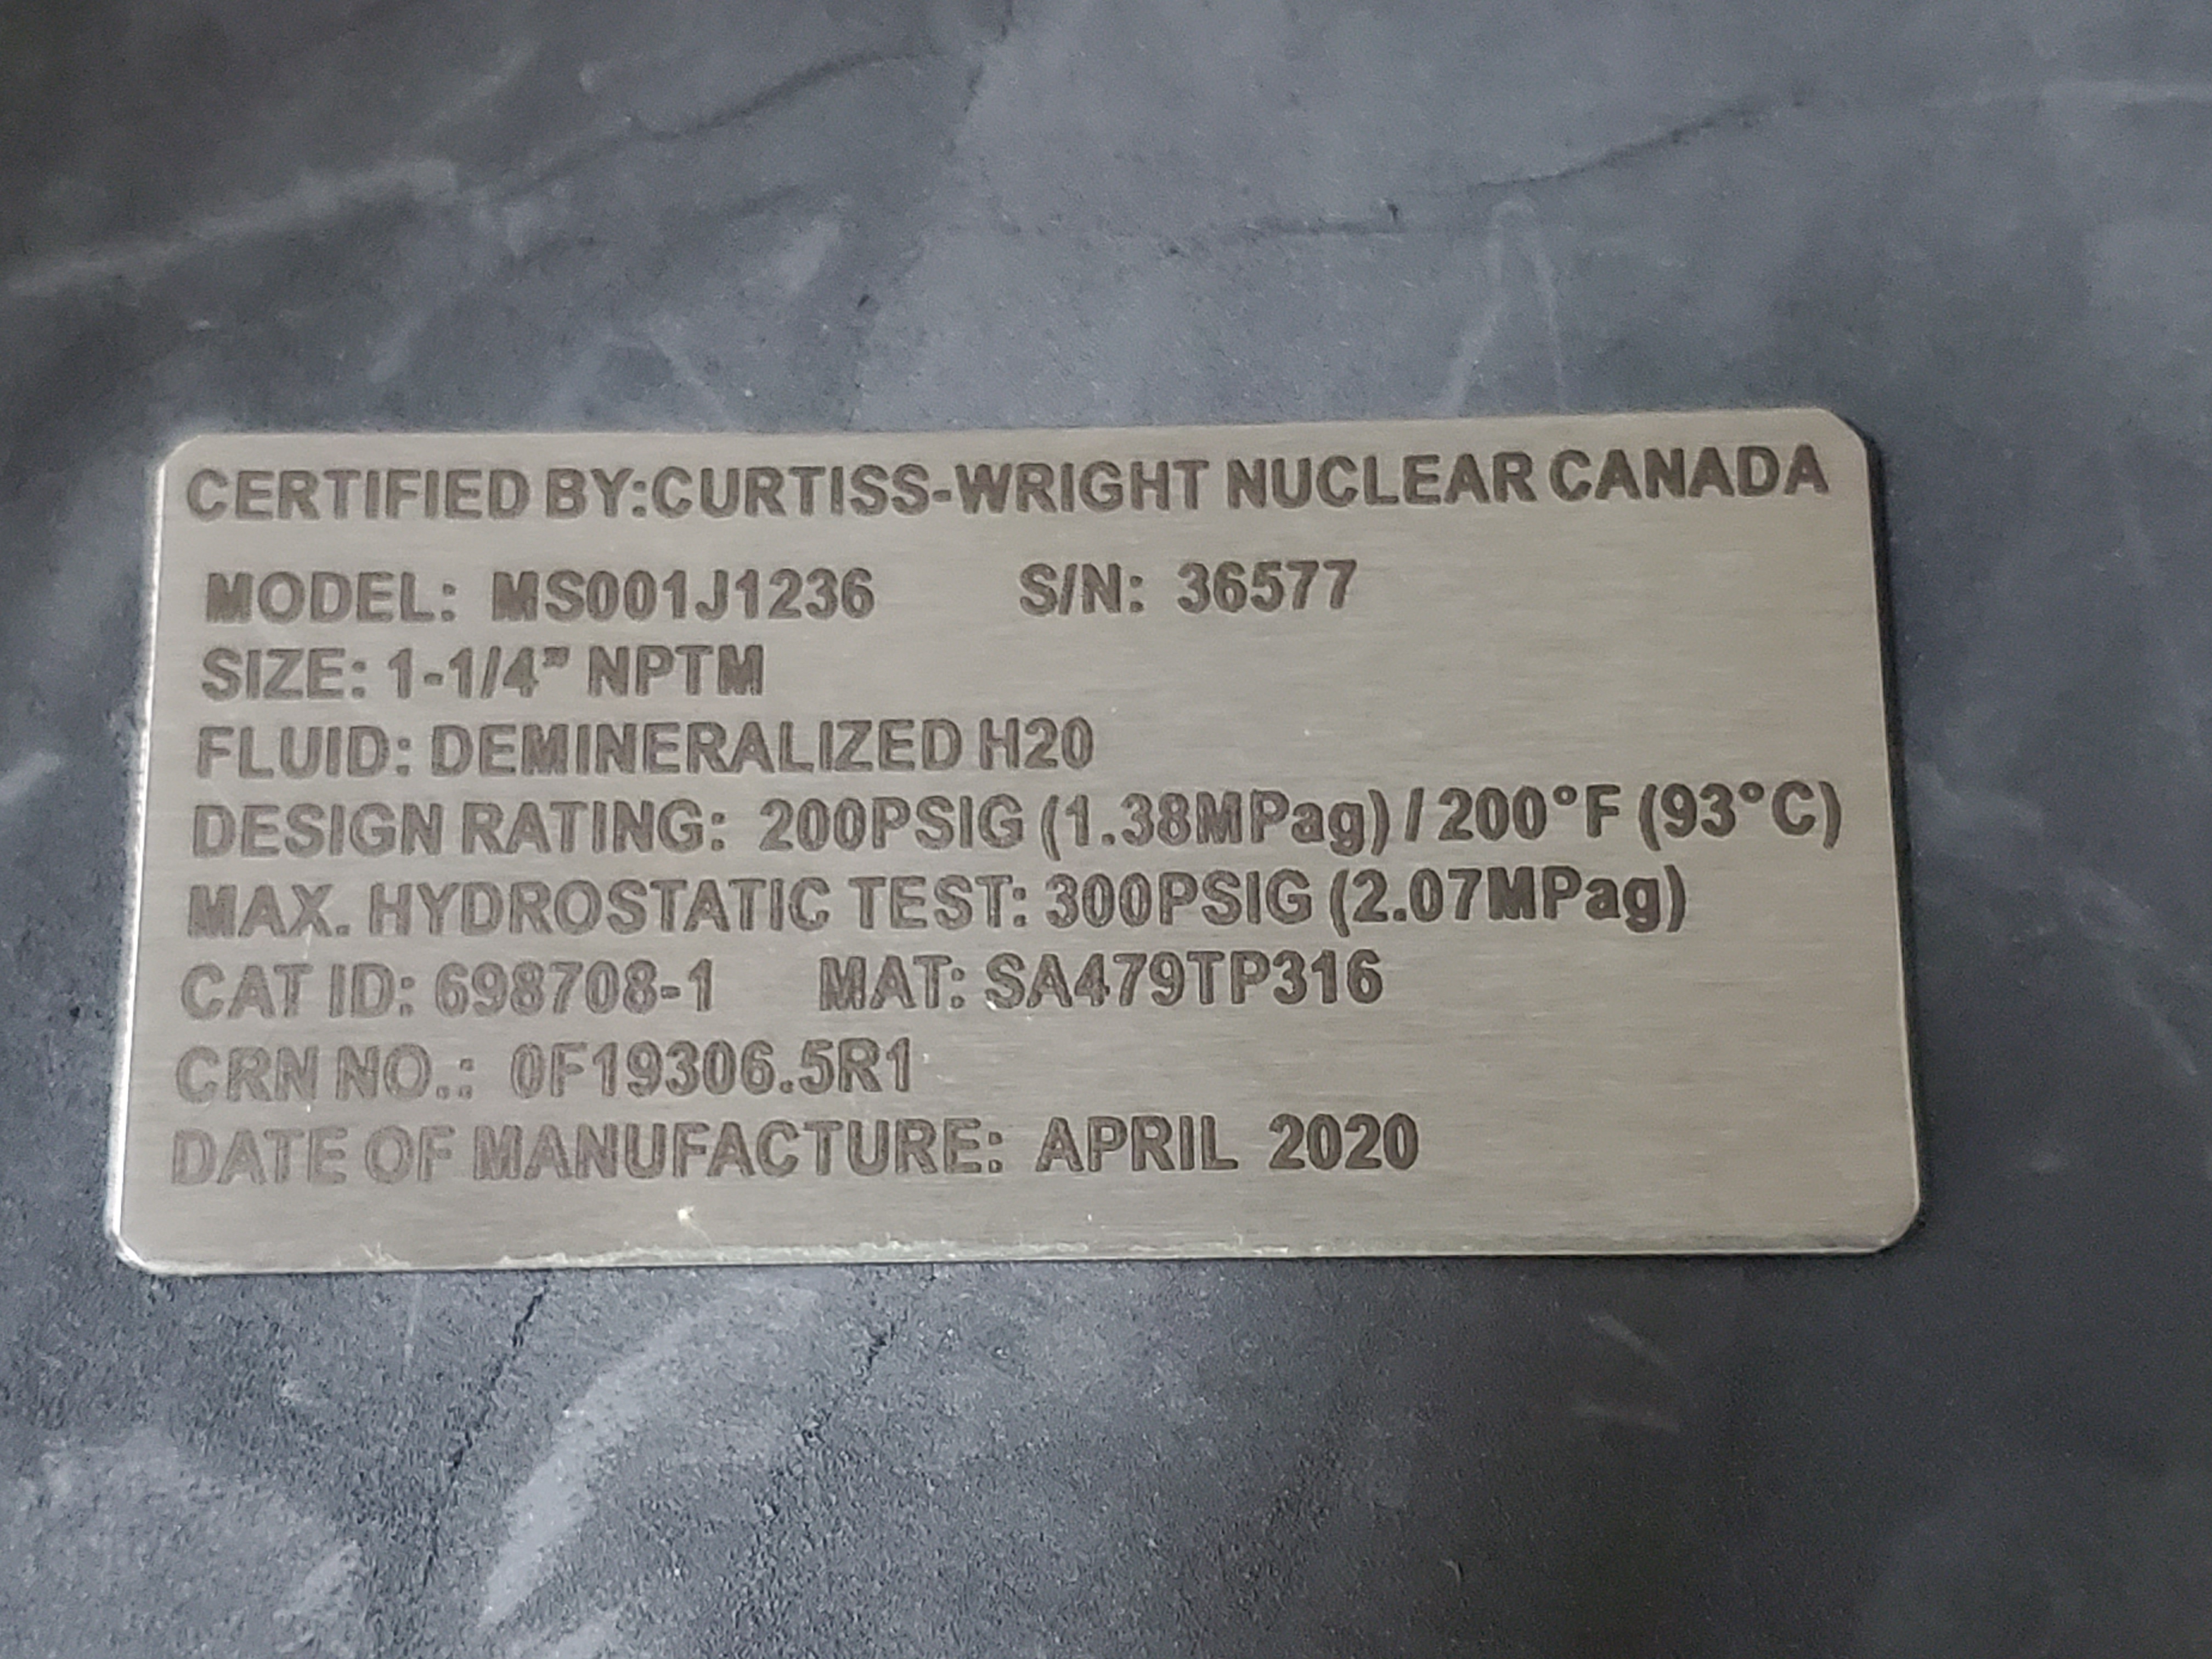 CERTIFIED BY:CURTISS-WRIGHT NUCLEAR CANADA
MODEL: MS001J1236 S/N: 36577
SIZE: 1-1/4” NPTM
FLUID: DEMINERALIZED H20
DESIGN RATING: 200PSIG (1.38MPag) / 200°F (93°C)
MAX. HYDROSTATIC TEST: 300PSIG (2.07MPag)
CAT ID: 698708-1 MAT: SA479TP316
CRN NO.: 0F19306.5R1
DATE OF MANUFACTURE: APRIL 2020